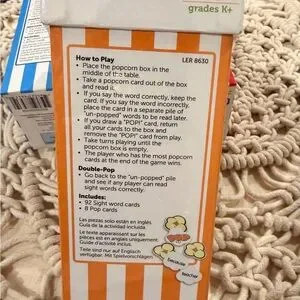 grades K+
How to Play
LER 8630
• Place the popcorn box in the
middle of the table.
• Take a popcorn card out of the box
and read it.
• If you say the word correctly, keep the
card. If you say the word incorrectly,
place the card in a separate pile of
"un-popped" words to be read later.
• If you draw a "POP!" card, return
all your cards to the box and
remove the "POP!" card from play.
• Take turns playing until the
popcorn box is empty.
• The player who has the most popcorn
cards at the end of the game wins.
Double-Pop
• Go back to the "un-popped" pile
and see if any player can read
sight words correctly.
Includes:
• 92 Sight word cards
• 8 Pop cards
Las piezas solo están en inglés.
Guía de la actividad incluida.
Le texte apparaissant sur les
pièces est en anglais uniquement.
Guide d'activité inclus.
Teile sind nur auf Englisch
verfügbar. Mit Spielvorschlägen
because
teacher